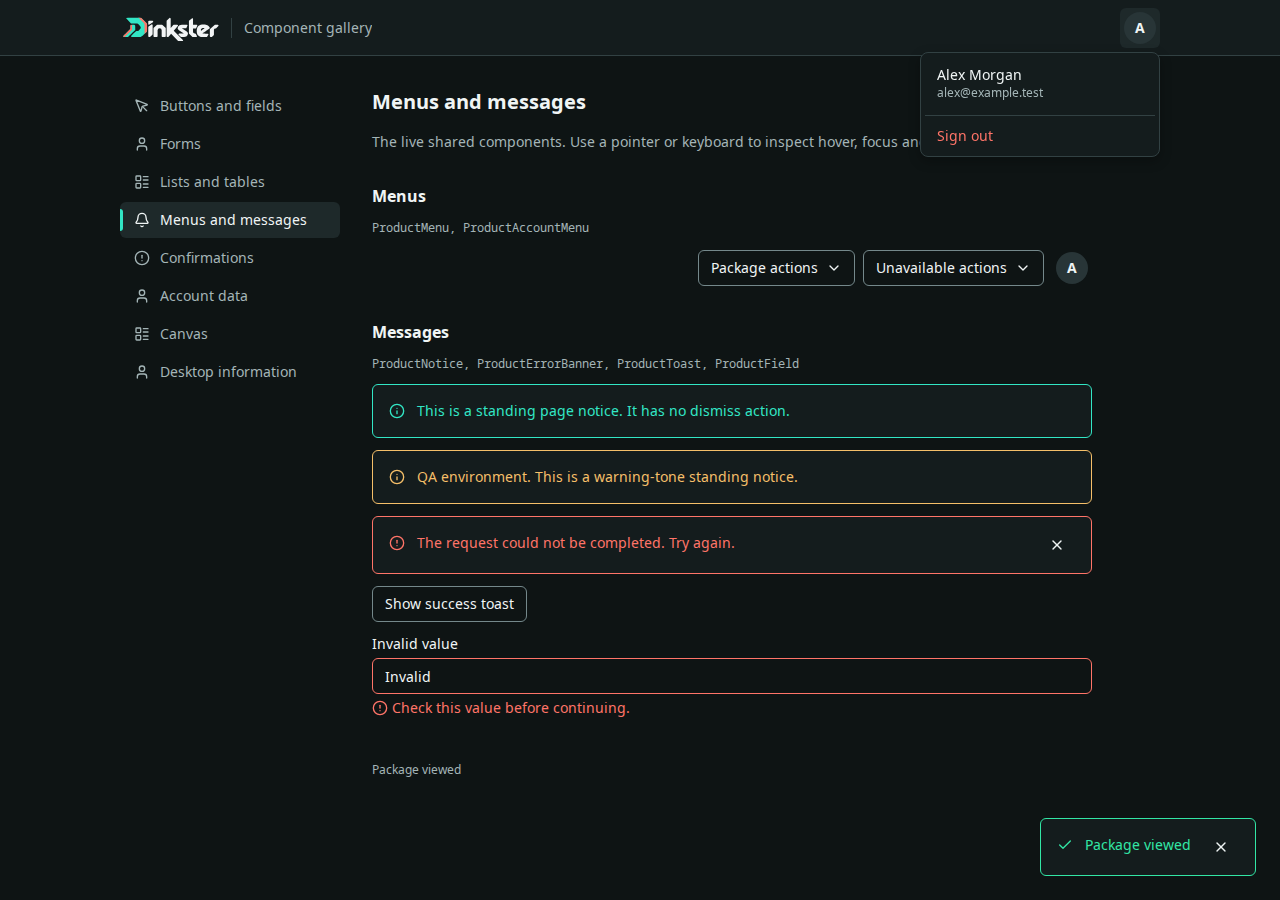 Dinkster
Component gallery
A
Alex Morgan
alex@example.test
Sign out
Buttons and fields
Forms
Lists and tables
Menus and messages
Confirmations
Account data
Canvas
Desktop information
Menus and messages
The live shared components. Use a pointer or keyboard to inspect hover, focus an
Menus
ProductMenu, ProductAccountMenu
Package actions
Unavailable actions
A
Messages
ProductNotice, ProductErrorBanner, ProductToast, ProductField
This is a standing page notice. It has no dismiss action.
QA environment. This is a warning-tone standing notice.
The request could not be completed. Try again.
Show success toast
Invalid value
Invalid
Check this value before continuing.
Package viewed
Package viewed